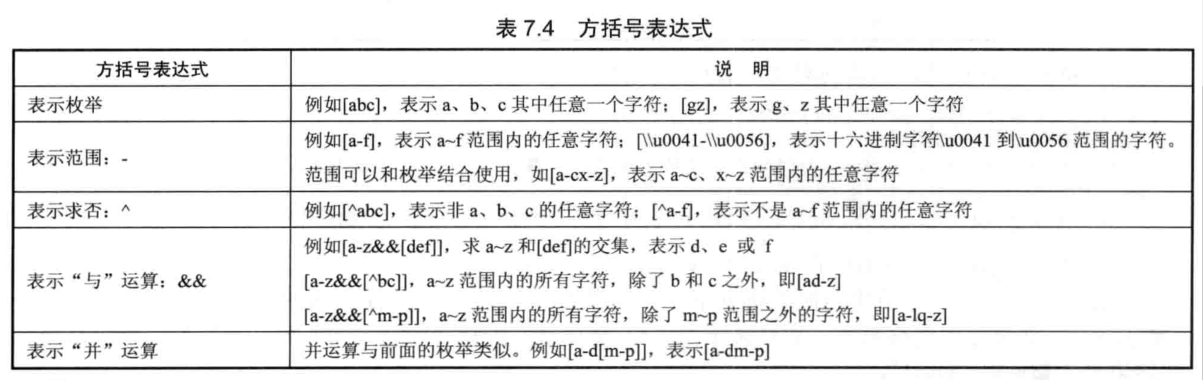 表 7.4 方括号表达式
方括号表达式 说 明
表示枚举 例如[abc]，表示 a、b、c 其中任意一个字符；[gz]，表示 g、z 其中任意一个字符
表示范围：- 例如[a-f]，表示 a~f 范围内的任意字符；[\\u0041-\\u0056]，表示十六进制字符\u0041 到\u0056 范围的字符。
范围可以和枚举结合使用，如[a-cx-z]，表示 a~c、x~z 范围内的任意字符
表示求否：^ 例如[^abc]，表示非 a、b、c 的任意字符；[^a-f]，表示不是 a~f 范围内的任意字符
表示“与”运算：&& 例如[a-z&&[def]]，求 a~z 和[def]的交集，表示 d、e 或 f
[a-z&&[^bc]]，a~z 范围内的所有字符，除了 b 和 c 之外，即[ad-z]
[a-z&&[^m-p]]，a~z 范围内的所有字符，除了 m~p 范围之外的字符，即[a-lq-z]
表示“并”运算 并运算与前面的枚举类似。例如[a-d[m-p]]，表示[a-dm-p]